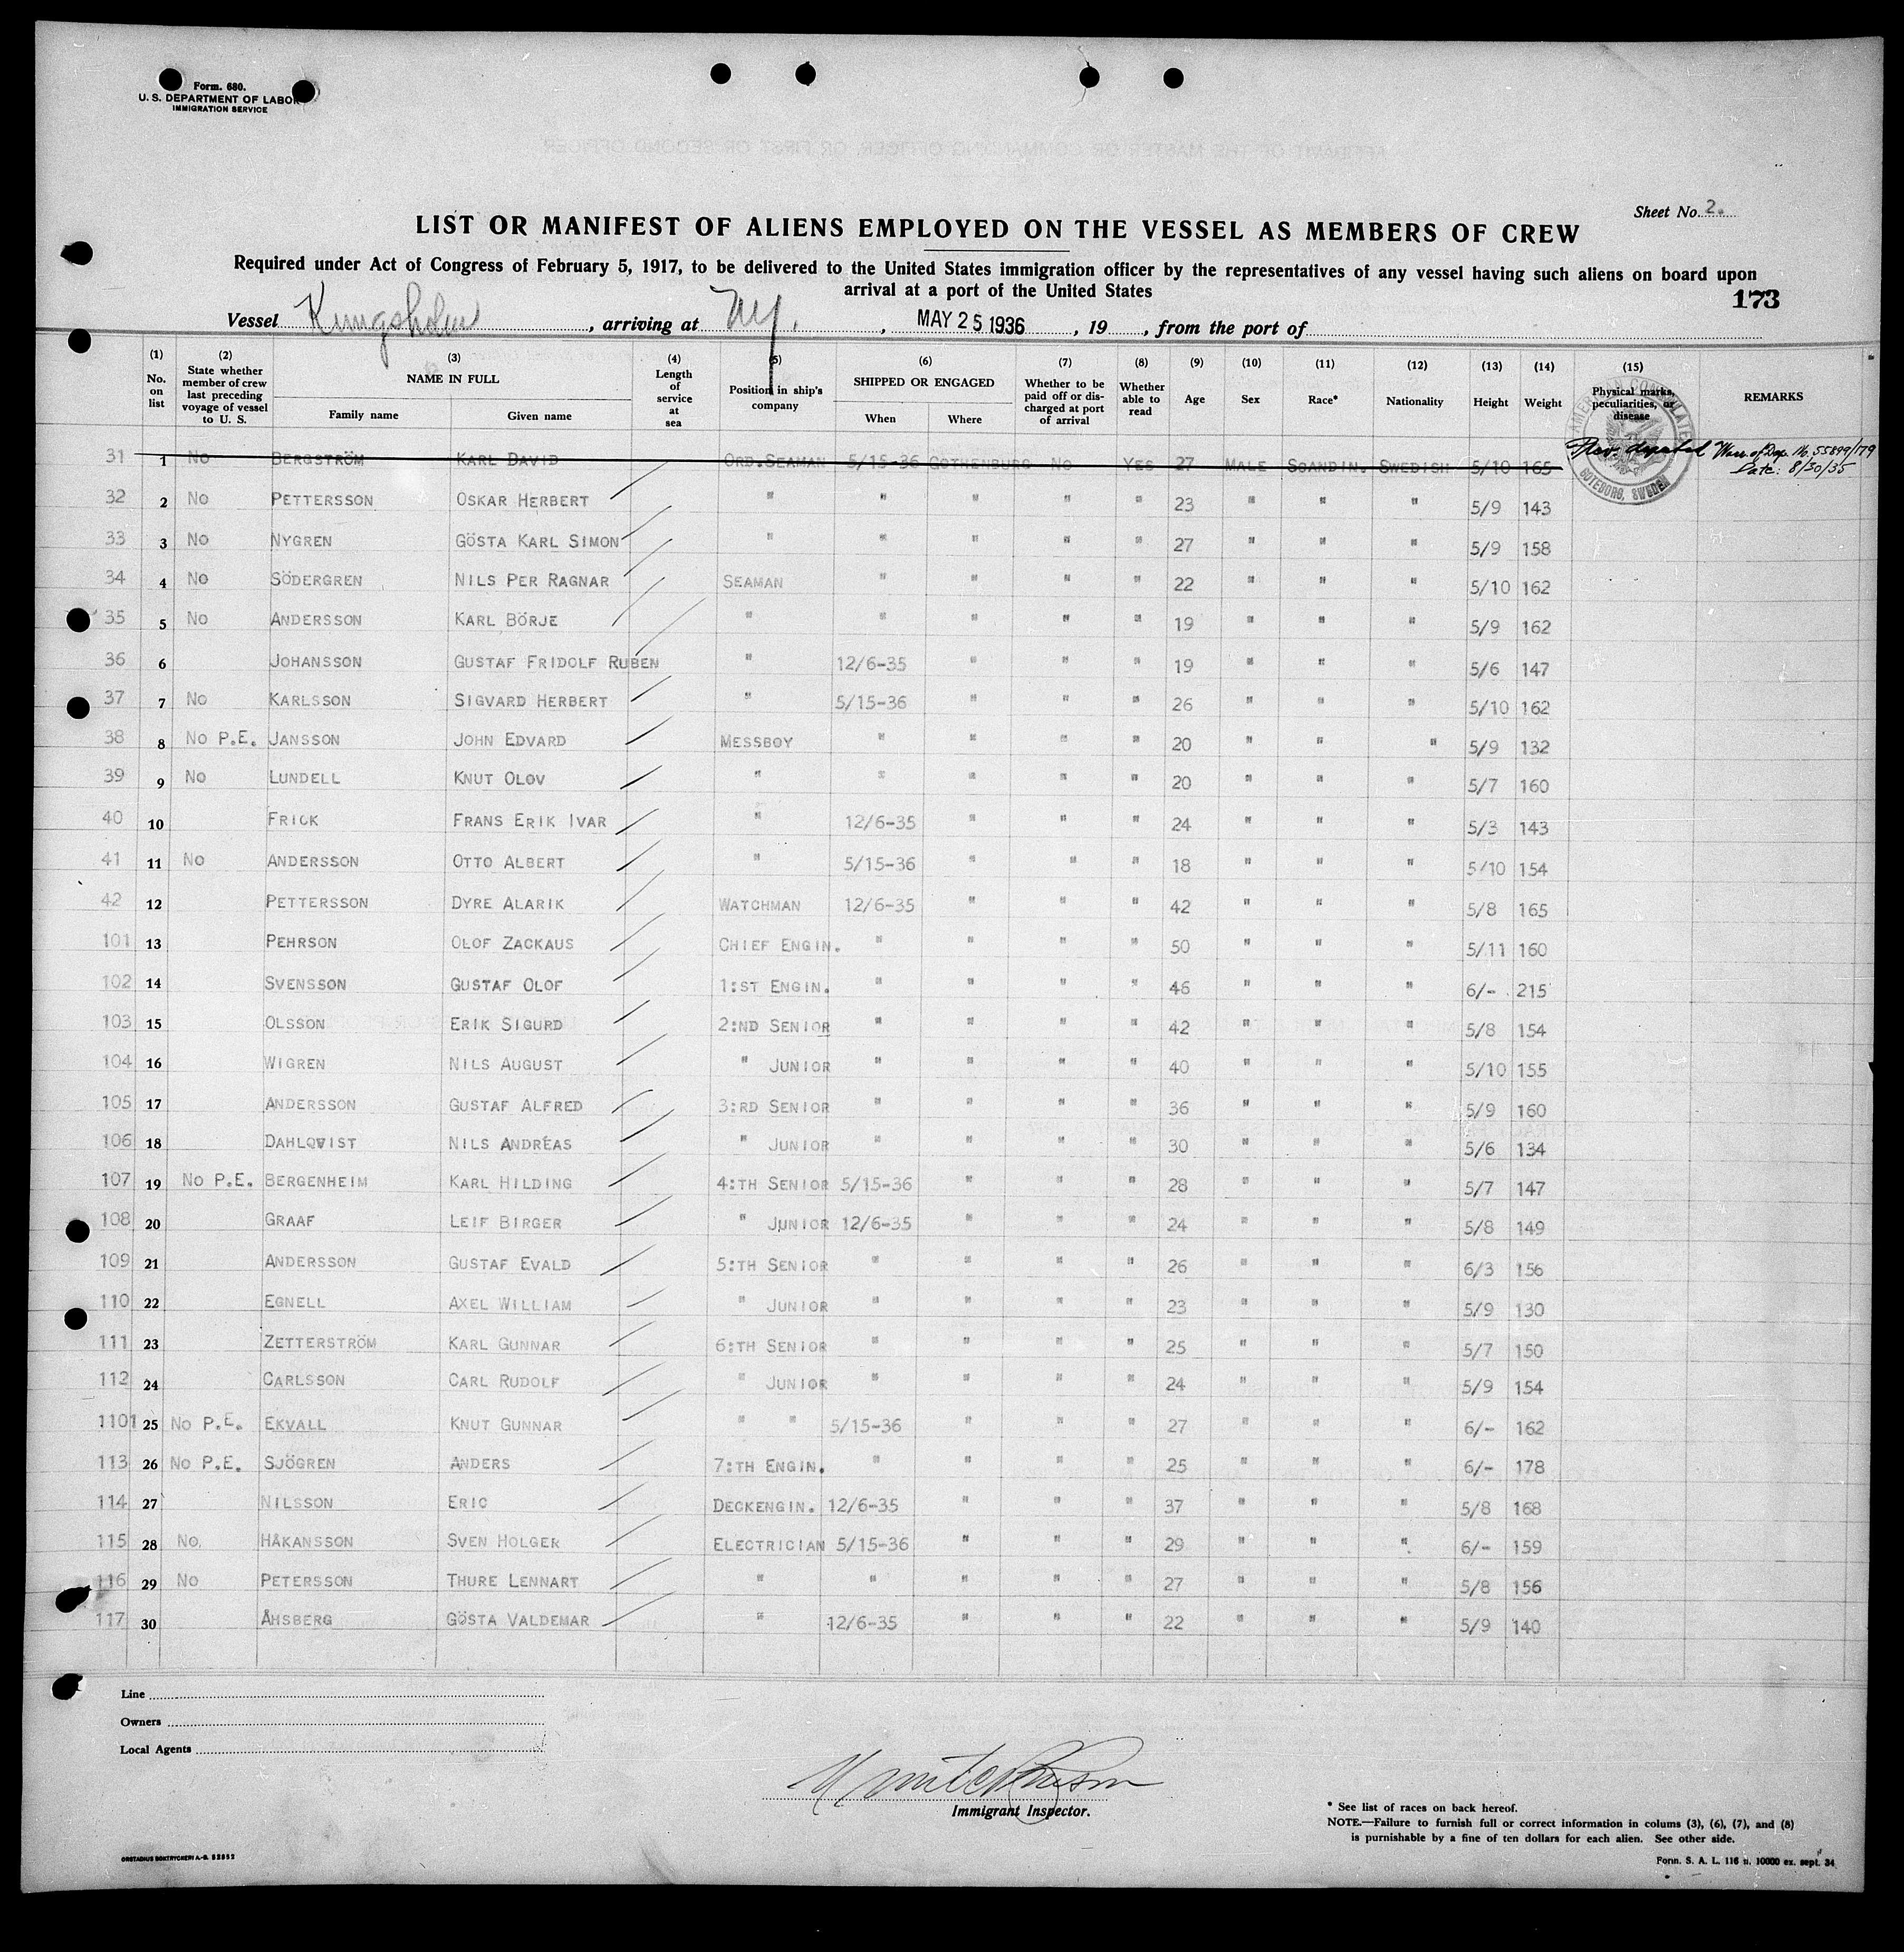 Form. 680.
U. S. DEPARTMENT OF LABOR
IMMIGRATION SERVICE
Sheet No. 2.
LIST OR MANIFEST OF ALIENS EMPLOYED ON THE VESSEL AS MEMBERS OF CREW
Required under Act of Congress of February 5, 1917, to be delivered to the United States immigration officer by the representatives of any vessel having such aliens on board upon
arrival at a port of the United States
173
Vessel Kungsholm, arriving at NY., MAY 25 1936, 19, from the port of
(1) No. on list (2) State whether member of crew last preceding voyage of vessel to U. S. (3) NAME IN FULL Family name Given name (4) Length of service at sea (5) Position in ship's company (6) SHIPPED OR ENGAGED When Where (7) Whether to be paid off or discharged at port of arrival (8) Whether able to read (9) Age (10) Sex (11) Race* (12) Nationality (13) Height (14) Weight (15) Physical marks, peculiarities, or disease REMARKS
AMERICAN CONSULATE GOTEBORG, SWEDEN
31 1 No BERGSTRÖM KARL DAVID ORD.SEAMAN 5/15-36 GOTHENBURG NO YES 27 MALE SCANDIN. SWEDISH 5/10 165 Prev. deported Warr. of Dep. No. 55899/179
Date: 8/30/35
32 2 No PETTERSSON OSKAR HERBERT " " " " " 23 " " " 5/9 143
33 3 No NYGREN GÖSTA KARL SIMON " " " " " 27 " " " 5/9 158
34 4 No SÖDERGREN NILS PER RAGNAR SEAMAN " " " " 22 " " " 5/10 162
35 5 No ANDERSSON KARL BÖRJE " " " " " 19 " " " 5/9 162
36 6 JOHANSSON GUSTAF FRIDOLF RUBEN " 12/6-35 " " " 19 " " " 5/6 147
37 7 No KARLSSON SIGVARD HERBERT " 5/15-36 " " " 26 " " " 5/10 162
38 8 No P.E. JANSSON JOHN EDVARD MESSBOY " " " " 20 " " " 5/9 132
39 9 No LUNDELL KNUT OLOV " " " " " 20 " " " 5/7 160
40 10 FRICK FRANS ERIK IVAR " 12/6-35 " " " 24 " " " 5/3 143
41 11 No ANDERSSON OTTO ALBERT " 5/15-36 " " " 18 " " " 5/10 154
42 12 PETTERSSON DYRE ALARIK WATCHMAN 12/6-35 " " " 42 " " " 5/8 165
101 13 PEHRSON OLOF ZACKAUS CHIEF ENGIN. " " " " 50 " " " 5/11 160
102 14 SVENSSON GUSTAF OLOF 1:ST ENGIN. " " " " 46 " " " 6/- 215
103 15 OLSSON ERIK SIGURD 2:ND SENIOR " " " " 42 " " " 5/8 154
104 16 WIGREN NILS AUGUST " JUNIOR " " " " 40 " " " 5/10 155
105 17 ANDERSSON GUSTAF ALFRED 3:RD SENIOR " " " " 36 " " " 5/9 160
106 18 DAHLQVIST NILS ANDREAS " JUNIOR " " " " 30 " " " 5/6 134
107 19 No P.E. BERGENHEIM KARL HILDING 4:TH SENIOR 5/15-36 " " " 28 " " " 5/7 147
108 20 GRAAF LEIF BIRGER " JUNIOR 12/6-35 " " " 24 " " " 5/8 149
109 21 ANDERSSON GUSTAF EVALD 5:TH SENIOR " " " " 26 " " " 6/3 156
110 22 EGNELL AXEL WILLIAM " JUNIOR " " " " 23 " " " 5/9 130
111 23 ZETTERSTRÖM KARL GUNNAR 6:TH SENIOR " " " " 25 " " " 5/7 150
112 24 CARLSSON CARL RUDOLF " JUNIOR " " " " 24 " " " 5/9 154
1101 25 No P.E. EKVALL KNUT GUNNAR " " 5/15-36 " " " 27 " " " 6/- 162
113 26 No P.E. SJÖGREN ANDERS 7:TH ENGIN. " " " " 25 " " " 6/- 178
114 27 NILSSON ERIC DECKENGIN. 12/6-35 " " " 37 " " " 5/8 168
115 28 No. HÅKANSSON SVEN HOLGER ELECTRICIAN 5/15-36 " " " 29 " " " 6/- 159
116 29 No PETERSSON THURE LENNART " " " " " 27 " " " 5/8 156
117 30 ÅHSBERG GÖSTA VALDEMAR " 12/6-35 " " " 22 " " " 5/9 140
Line
Owners
Local Agents
Immigrant Inspector.
* See list of races on back hereof.
NOTE.—Failure to furnish full or correct information in colums (3), (6), (7), and (8)
is purnishable by a fine of ten dollars for each alien. See other side.
ORSTADIUS BOKTRYCKERI A.-B. 52852
Form. S. A. L. 116 u. 10000 ex. sept. 34